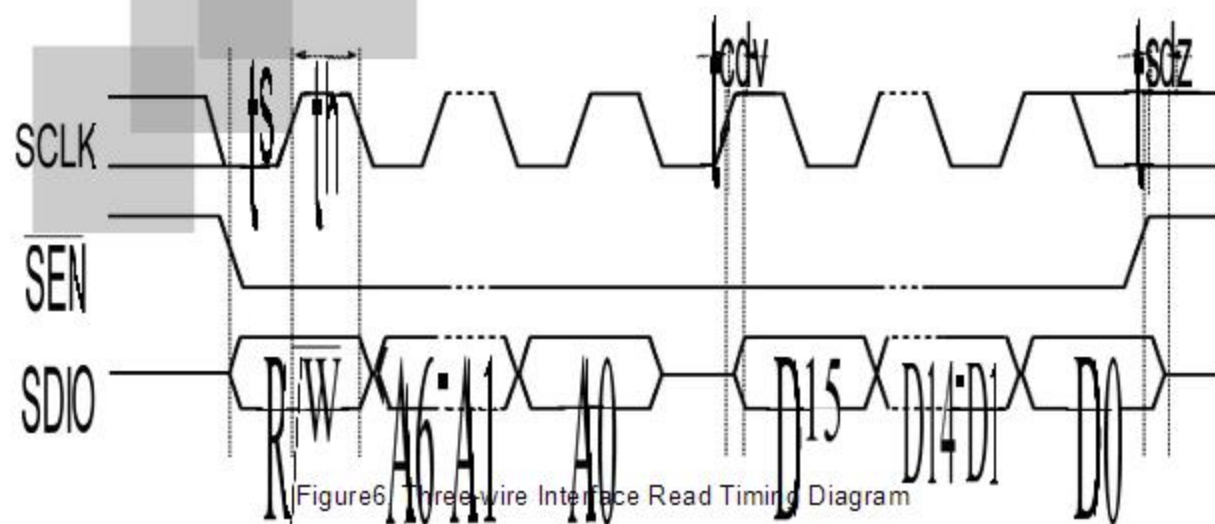 tS tH tcdv tsdz
SCLK
SEN
SDIO R/W A6-A1 A0 D15 D14-D1 D0
Figure6. Three-wire Interface Read Timing Diagram